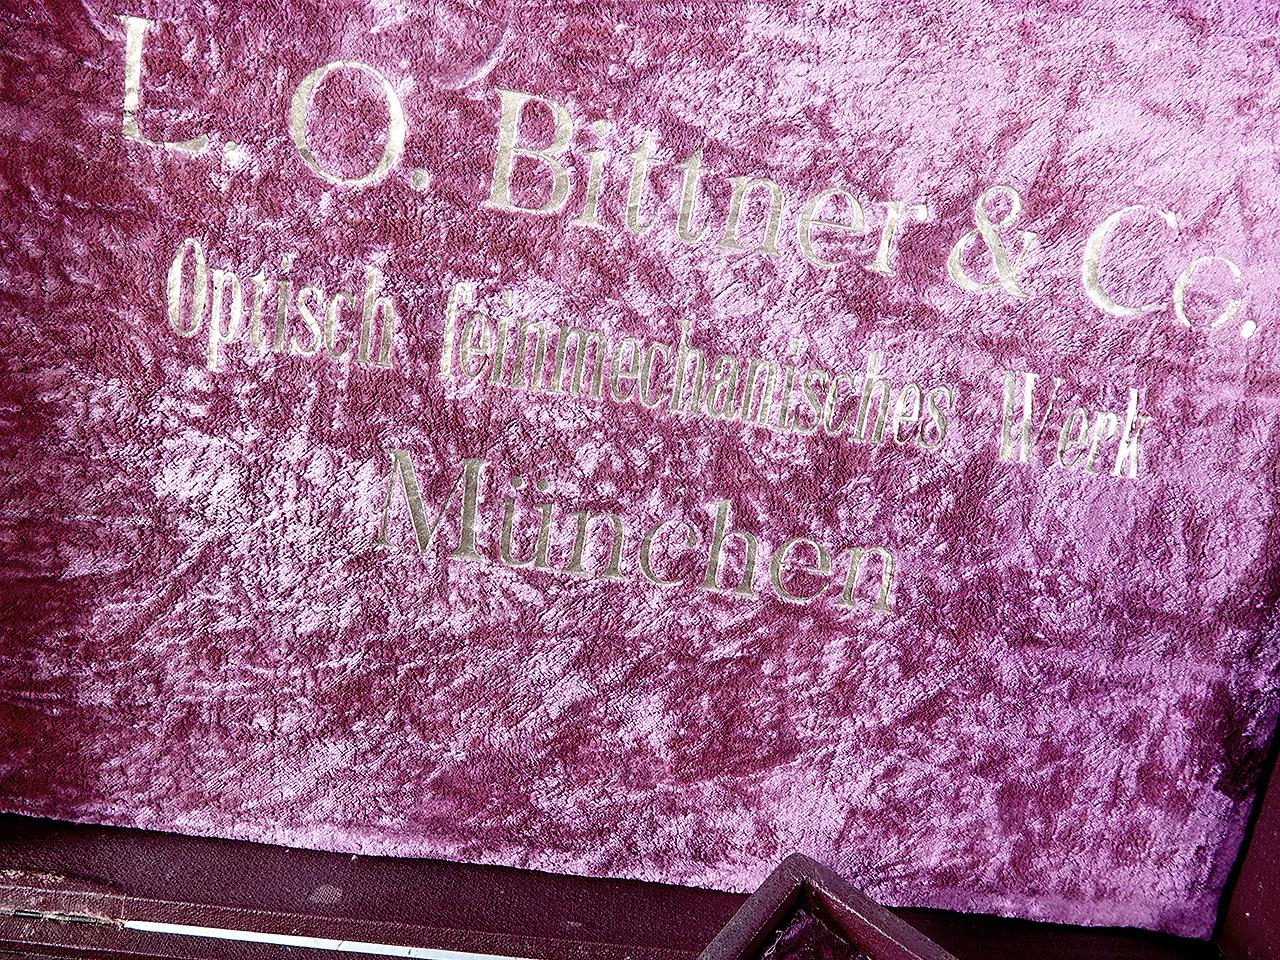 L. O. Bittner & Co.
Optisch feinmechanisches Werk
München